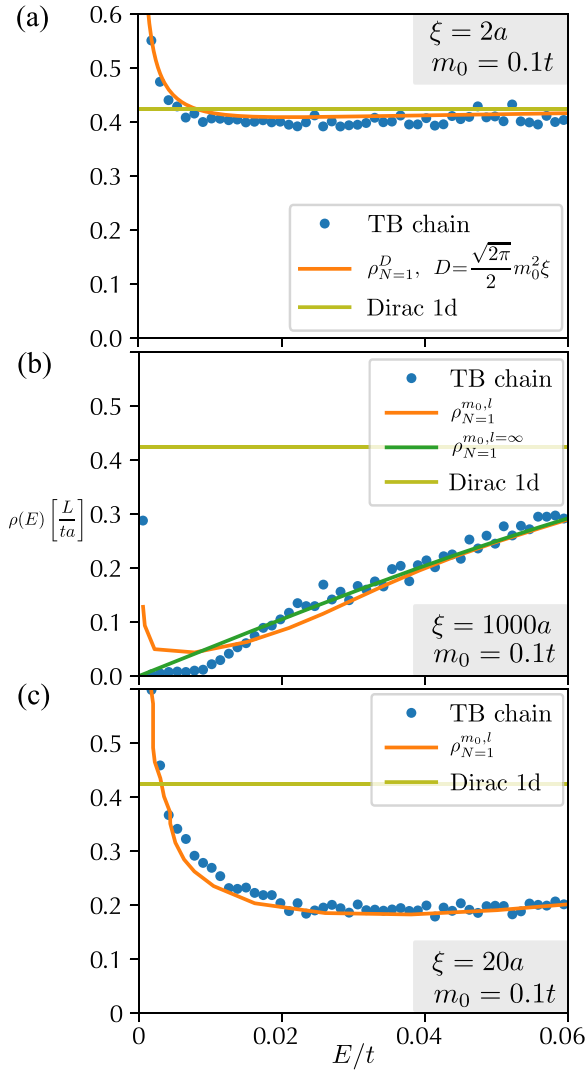 (a)
0.6
0.5
0.4
0.3
0.2
0.1
0.0
ξ = 2a
m₀ = 0.1t
TB chain
ρ^D_{N=1}, D = √(2π)/2 m₀²ξ
Dirac 1d
(b)
0.5
0.4
0.3
0.2
0.1
0.0
ρ(E) [L/ta]
TB chain
ρ^{m₀,l}_{N=1}
ρ^{m₀,l=∞}_{N=1}
Dirac 1d
ξ = 1000a
m₀ = 0.1t
(c)
0.5
0.4
0.3
0.2
0.1
0
TB chain
ρ^{m₀,l}_{N=1}
Dirac 1d
ξ = 20a
m₀ = 0.1t
0 0.02 0.04 0.06
E/t